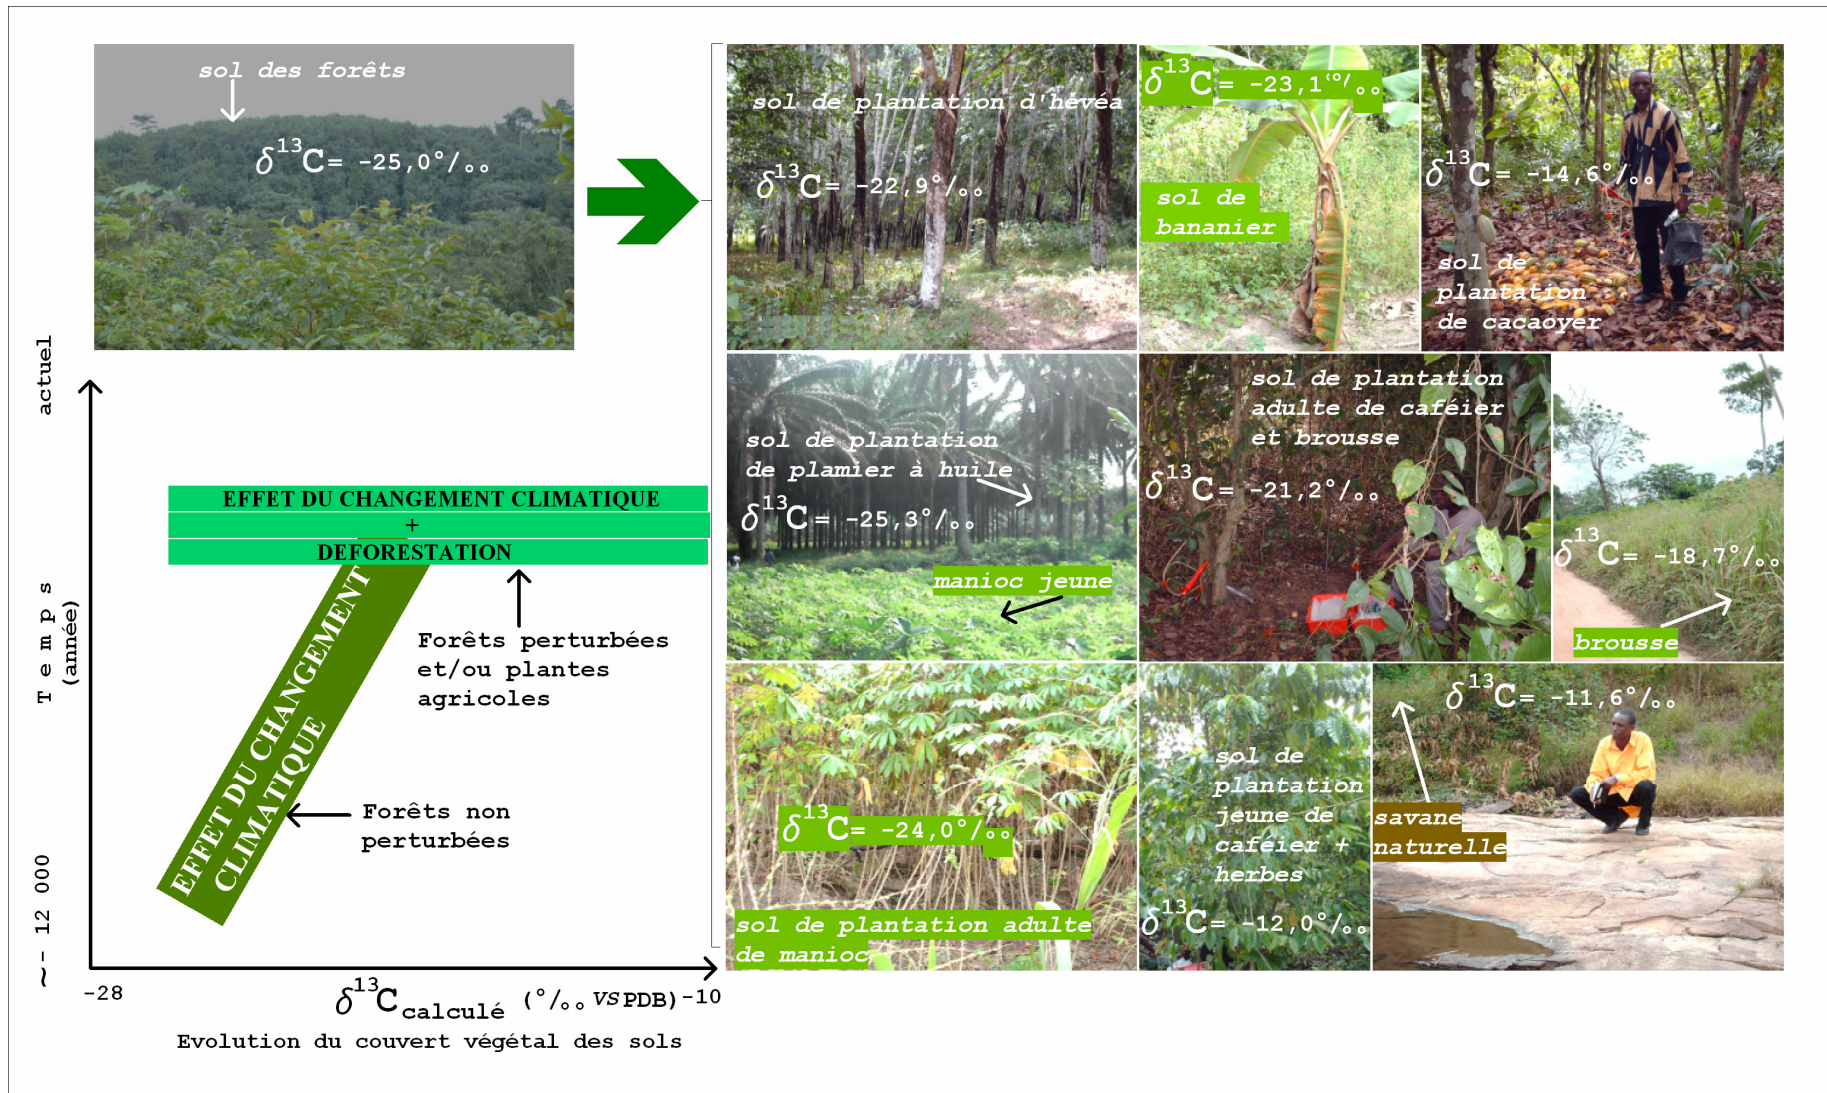 sol des forêts
δ13C= -25,0°/oo
sol de plantation d'hévéa
δ13C= -22,9°/oo
δ13C= -23,1°/oo
sol de
bananier
δ13C= -14,6°/oo
sol de
plantation
de cacaoyer
sol de plantation
de plamier à huile
δ13C= -25,3°/oo
manioc jeune
sol de plantation
adulte de caféier
et brousse
δ13C= -21,2°/oo
δ13C= -18,7°/oo
brousse
δ13C= -24,0°/oo
sol de plantation adulte
de manioc
sol de
plantation
jeune de
caféier +
herbes
δ13C= -12,0°/oo
δ13C= -11,6°/oo
savane
naturelle
actuel
Temps
(année)
~- 12 000
EFFET DU CHANGEMENT CLIMATIQUE
+
DEFORESTATION
EFFET DU CHANGEMENT
CLIMATIQUE
Forêts perturbées
et/ou plantes
agricoles
Forêts non
perturbées
-28
δ13Ccalculé (°/oo VS PDB)
-10
Evolution du couvert végétal des sols